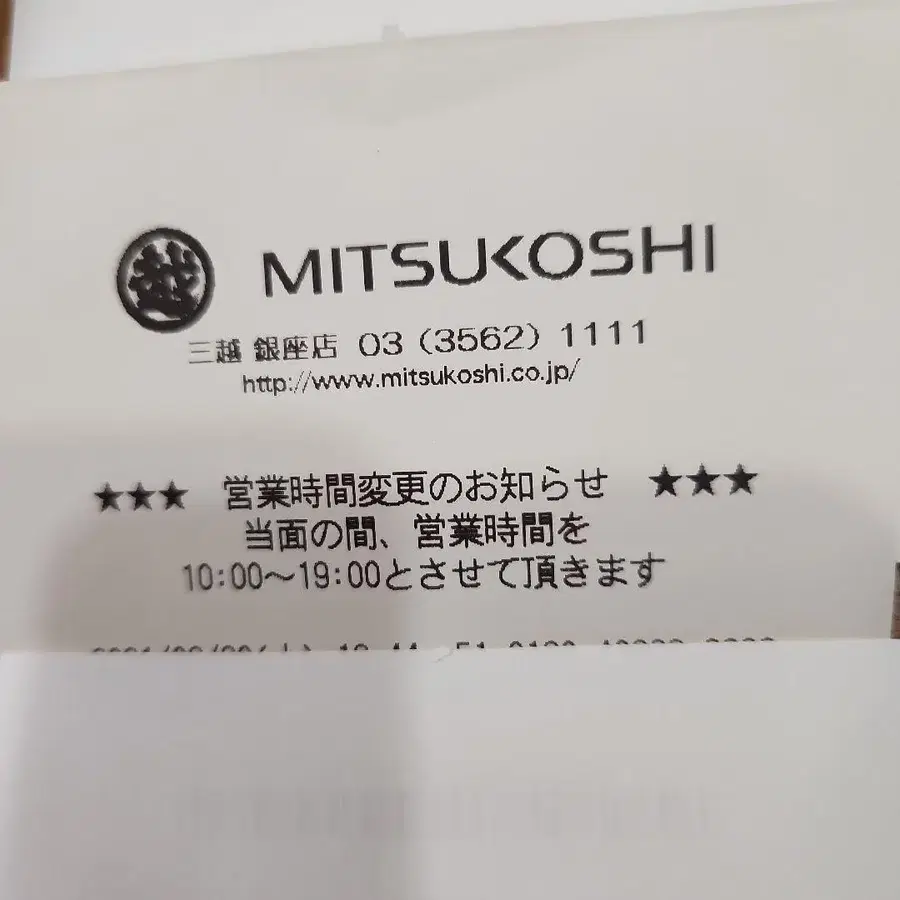 越 MITSUKOSHI
三越 銀座店 03 (3562) 1111
http://www.mitsukoshi.co.jp/
★★★ 営業時間変更のお知らせ ★★★
当面の間、営業時間を
10:00～19:00とさせて頂きます